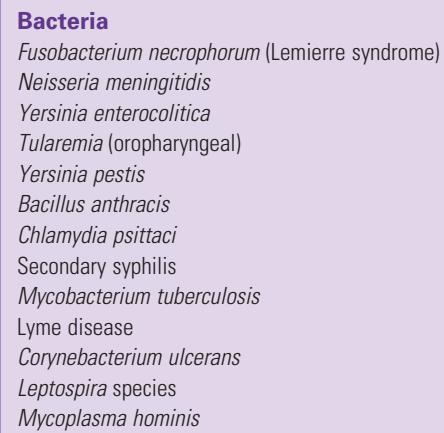 Bacteria
Fusobacterium necrophorum (Lemierre syndrome)
Neisseria meningitidis
Yersinia enterocolitica
Tularemia (oropharyngeal)
Yersinia pestis
Bacillus anthracis
Chlamydia psittaci
Secondary syphilis
Mycobacterium tuberculosis
Lyme disease
Corynebacterium ulcerans
Leptospira species
Mycoplasma hominis